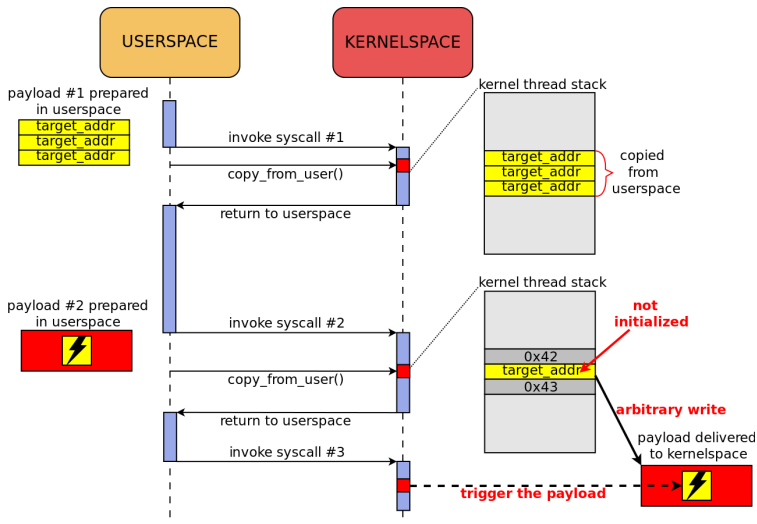 USERSPACE
KERNELSPACE
payload #1 prepared
in userspace
target_addr
target_addr
target_addr
invoke syscall #1
copy_from_user()
return to userspace
kernel thread stack
target_addr
target_addr
target_addr
copied
from
userspace
payload #2 prepared
in userspace
invoke syscall #2
copy_from_user()
return to userspace
kernel thread stack
not
initialized
0x42
target_addr
0x43
arbitrary write
invoke syscall #3
payload delivered
to kernelspace
trigger the payload